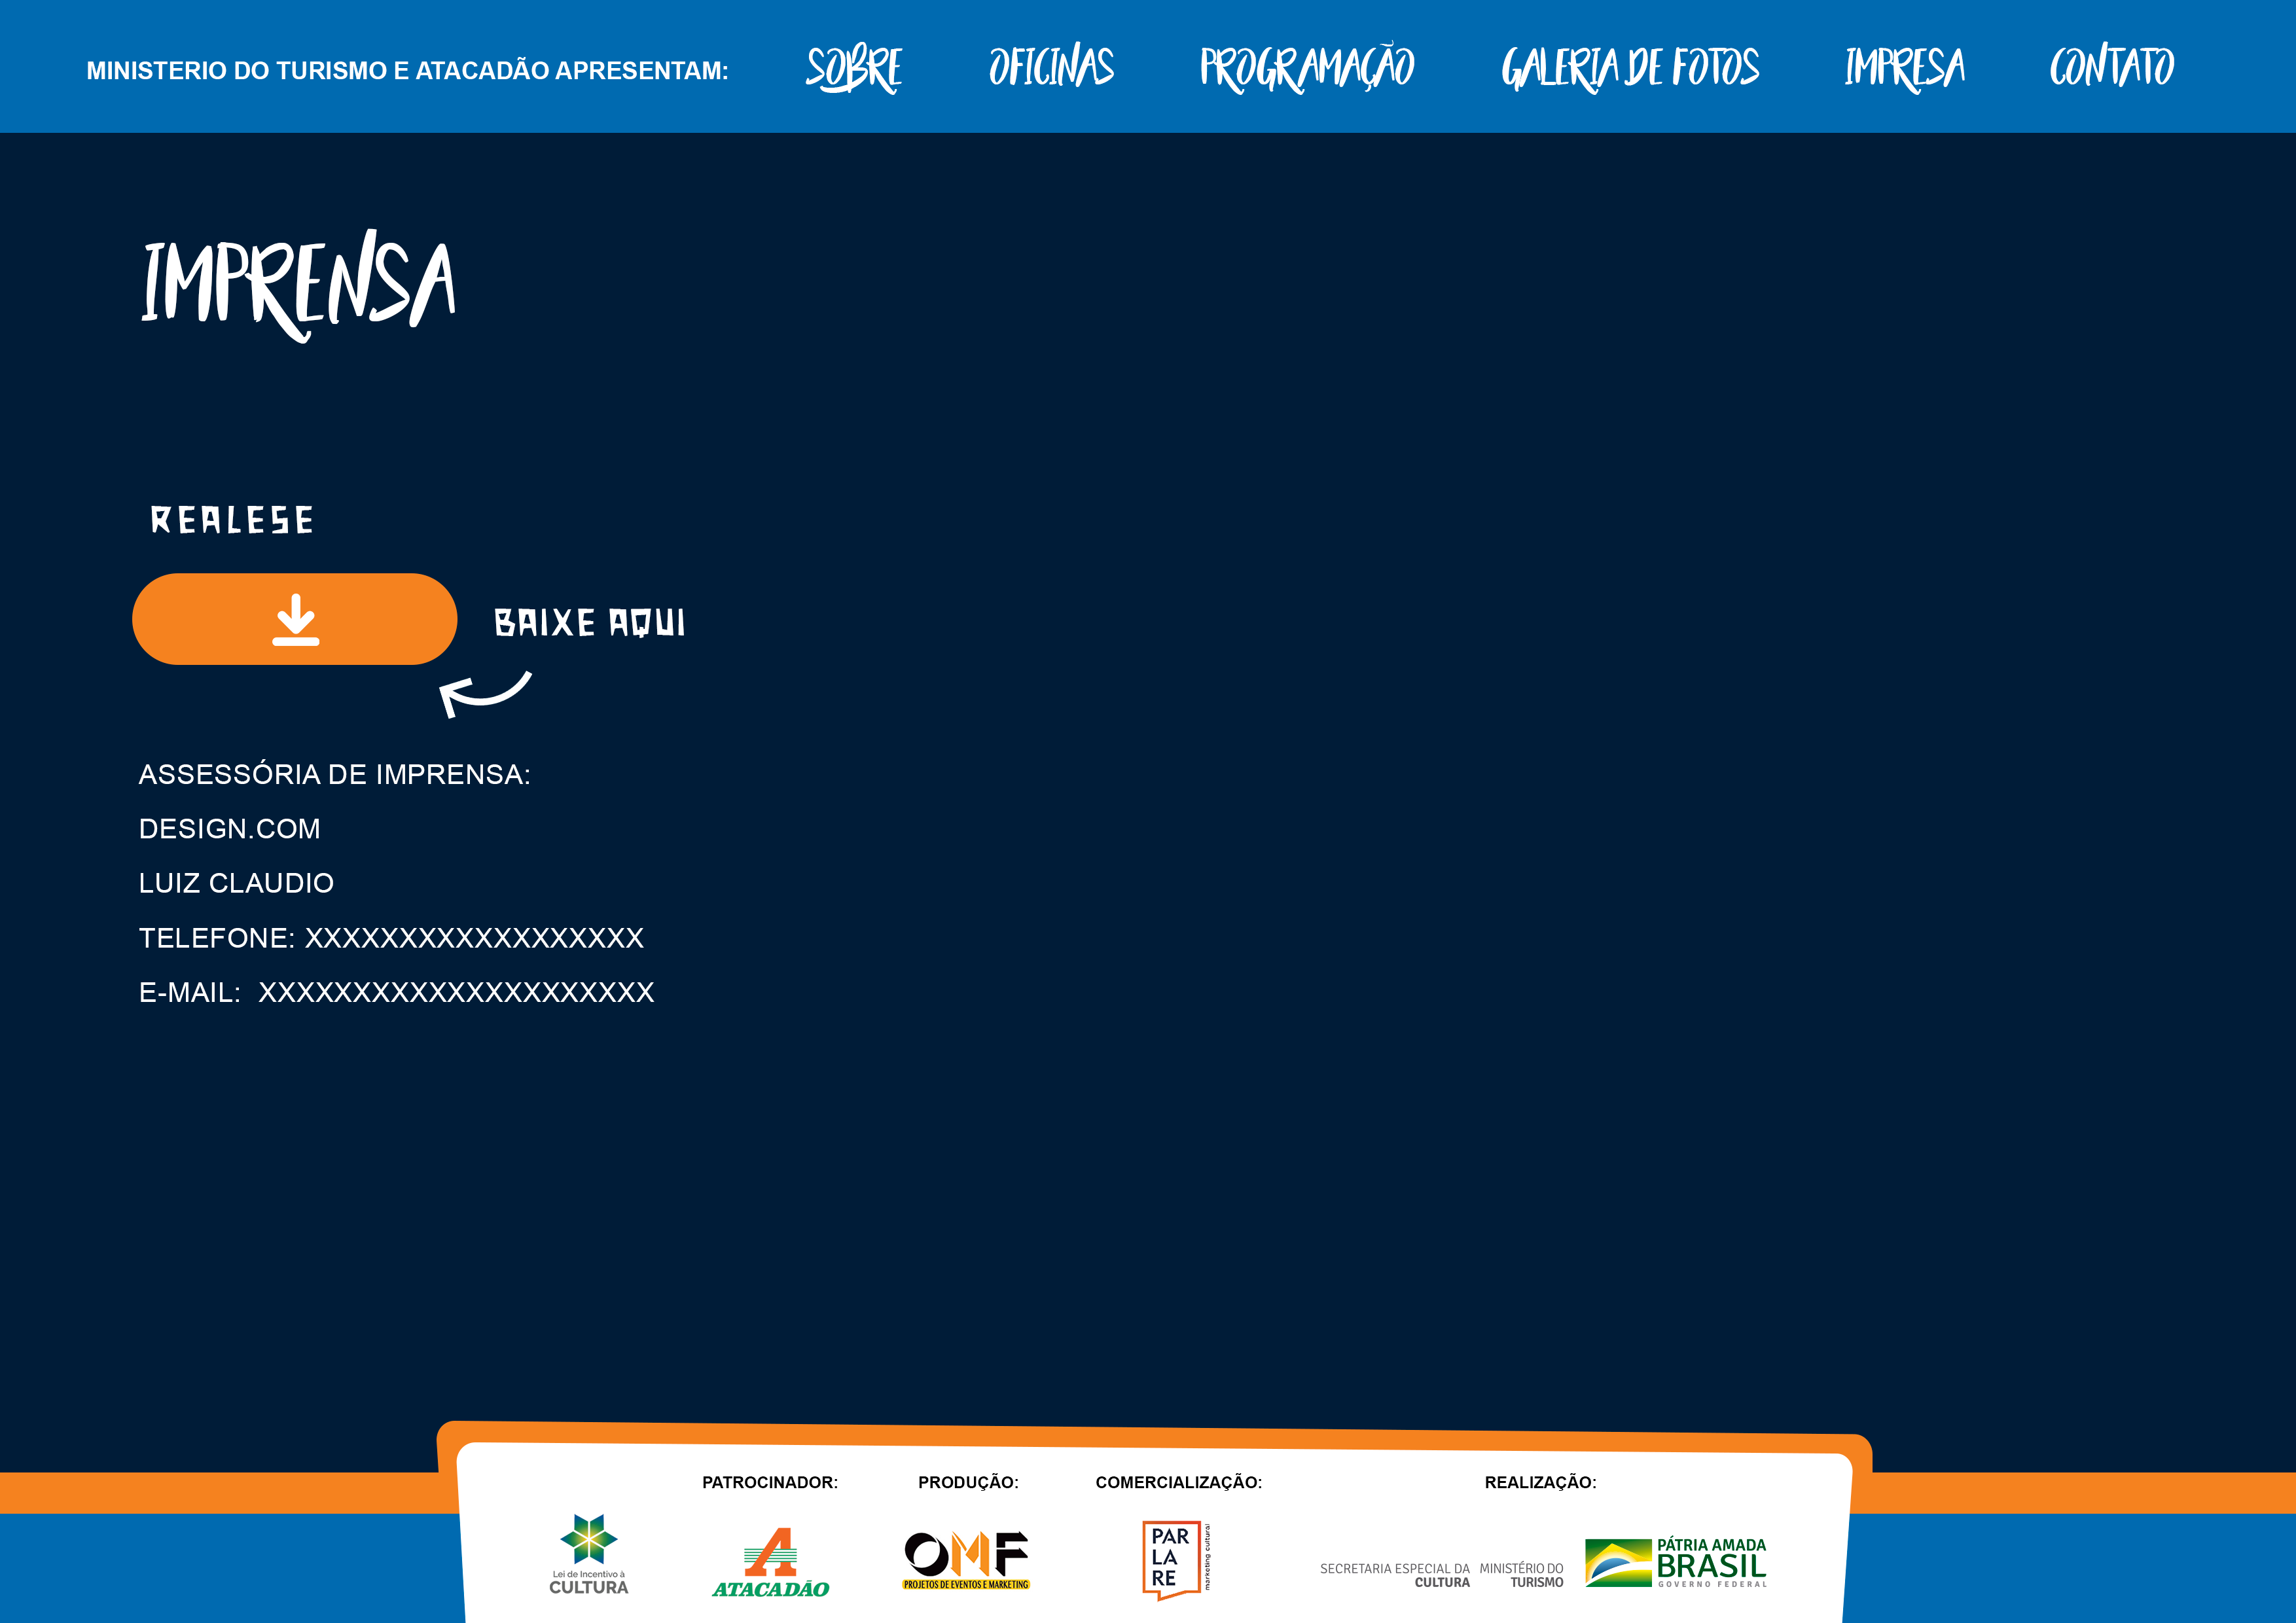 MINISTERIO DO TURISMO E ATACADÃO APRESENTAM:
SOBRE
OFICINAS
PROGRAMAÇÃO
GALERIA DE FOTOS
IMPRESA
CONTATO
IMPRENSA
REALESE
BAIXE AQUI
ASSESSÓRIA DE IMPRENSA:
DESIGN.COM
LUIZ CLAUDIO
TELEFONE: XXXXXXXXXXXXXXXXXX
E-MAIL:  XXXXXXXXXXXXXXXXXXXXX
PATROCINADOR:
PRODUÇÃO:
COMERCIALIZAÇÃO:
REALIZAÇÃO:
Lei de Incentivo à
CULTURA
A
ATACADÃO
OMF
PROJETOS DE EVENTOS E MARKETING
PAR
LA
RE
marketing cultural
SECRETARIA ESPECIAL DA
CULTURA
MINISTÉRIO DO
TURISMO
PÁTRIA AMADA
BRASIL
GOVERNO FEDERAL